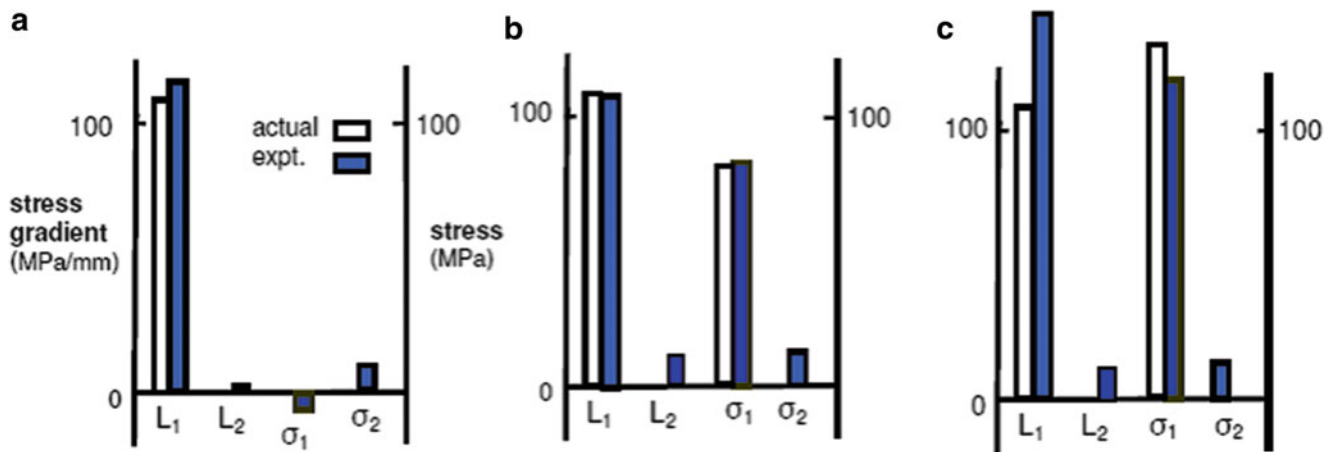 a
100
0
stress
gradient
(MPa/mm)
actual
expt.
100
stress
(MPa)
L₁
L₂
σ₁
σ₂
b
100
0
100
L₁
L₂
σ₁
σ₂
c
100
0
100
L₁
L₂
σ₁
σ₂